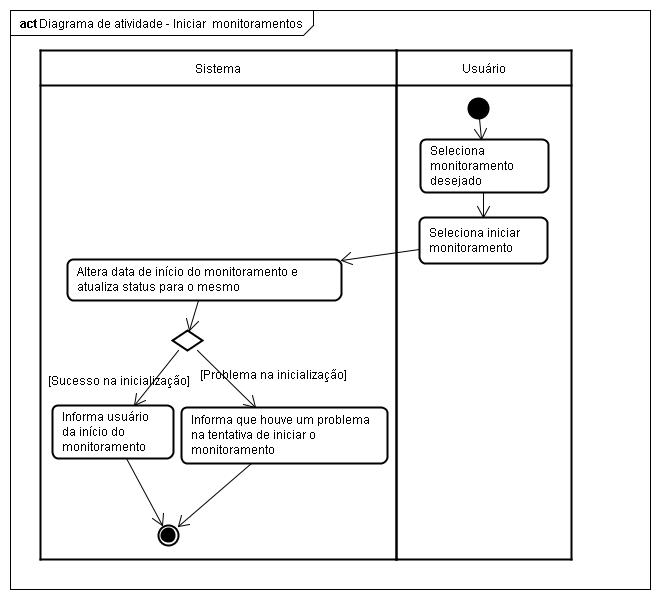 act Diagrama de atividade - Iniciar monitoramentos
Sistema
Usuário
Seleciona
monitoramento
desejado
Seleciona iniciar
monitoramento
Altera data de início do monitoramento e
atualiza status para o mesmo
[Sucesso na inicialização]
[Problema na inicialização]
Informa usuário
da início do
monitoramento
Informa que houve um problema
na tentativa de iniciar o
monitoramento